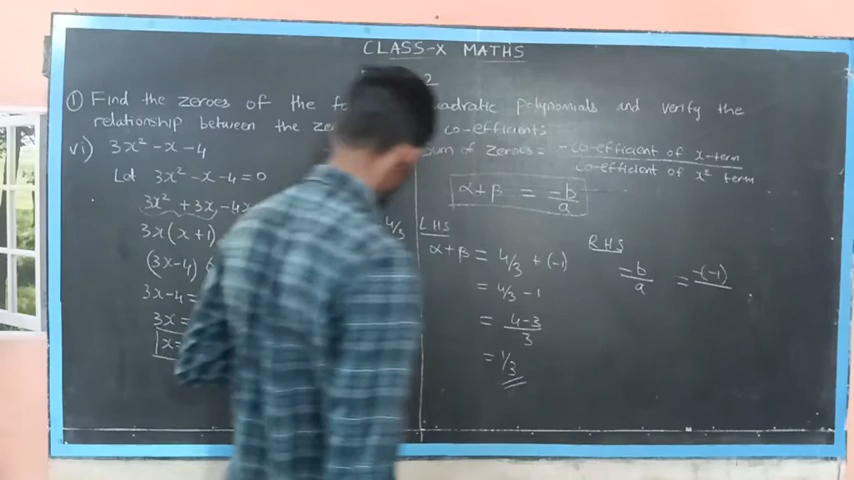 CLASS-X MATHS
2
① Find the zeroes of the quadratic polynomials and verify the
relationship between the co-efficients
vi) 3x² - x - 4
Let 3x² - x - 4 = 0
3x² + 3x - 4x
3x(x+1)
(3x-4)
3x-4=
3x=
x=
4/3
Sum of zeroes = -co-efficient of x-term / co-efficient of x² term
α+β = -b/a
LHS
α+β = 4/3 + (-1)
= 4/3 - 1
= 4-3/3
= 1/3
RHS
-b/a = -(-1)